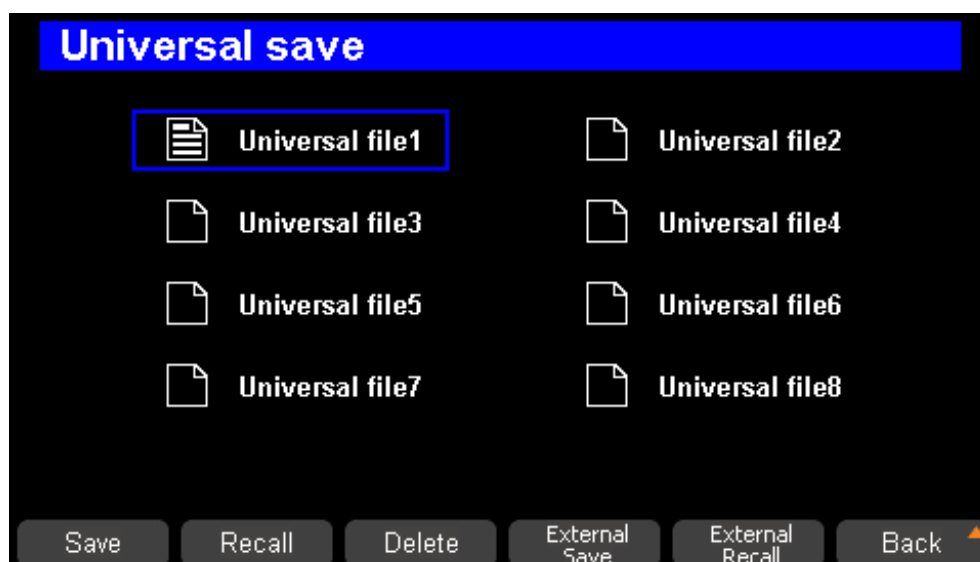 Universal save
Universal file1 Universal file2
Universal file3 Universal file4
Universal file5 Universal file6
Universal file7 Universal file8
Save Recall Delete External Save External Recall Back